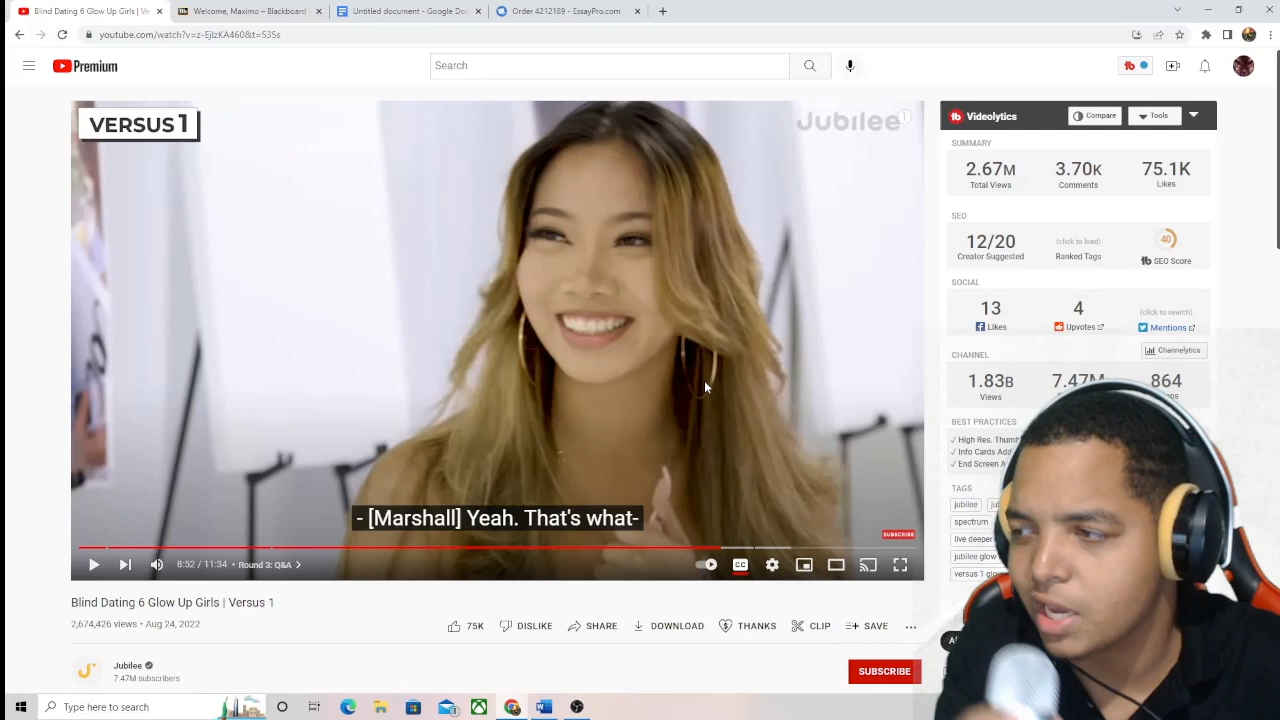 Blind Dating 6 Glow Up Girls | Ve
Welcome, Maximo – Blackboard
Untitled document - Google Doc
Order 4212189 - EssayPro.com
youtube.com/watch?v=z-EjlzKA460&t=535s
Premium
Search
VERSUS 1
Jubilee
- [Marshall] Yeah. That's what-
SUBSCRIBE
8:52 / 11:34 • Round 3: Q&A
CC
Blind Dating 6 Glow Up Girls | Versus 1
2,674,426 views • Aug 24, 2022
75K
DISLIKE
SHARE
DOWNLOAD
THANKS
CLIP
SAVE
Jubilee
7.47M subscribers
SUBSCRIBE
tb
Videolytics
Compare
Tools
SUMMARY
2.67M
3.70K
75.1K
Total Views
Comments
Likes
SEO
12/20
(click to load)
40
Creator Suggested
Ranked Tags
tb SEO Score
SOCIAL
13
4
(click to search)
Likes
Upvotes
Mentions
Channelytics
CHANNEL
1.83B
7.47M
864
Views
BEST PRACTICES
High Res. Thum
Info Cards Add
End Screen A
TAGS
jubilee
spectrum
live deeper
jubilee glow
versus 1 glow
Type here to search